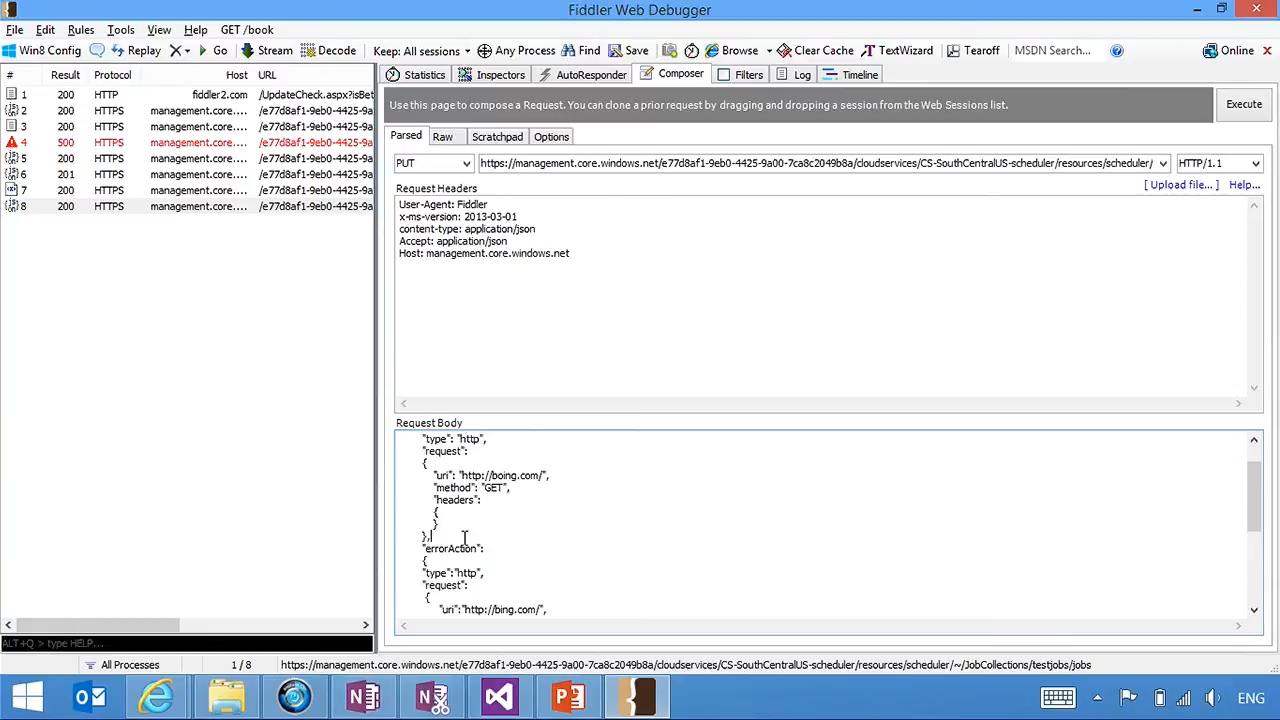 Fiddler Web Debugger
File Edit Rules Tools View Help GET /book
Win8 Config Replay Go Stream Decode Keep: All sessions Any Process Find Save Browse Clear Cache TextWizard Tearoff MSDN Search... Online
# Result Protocol Host URL
1 200 HTTP fiddler2.com /UpdateCheck.aspx?isBet
2 200 HTTPS management.core.... /e77d8af1-9eb0-4425-9a
3 200 HTTPS management.core.... /e77d8af1-9eb0-4425-9a
4 500 HTTPS management.core.... /e77d8af1-9eb0-4425-9a
5 200 HTTPS management.core.... /e77d8af1-9eb0-4425-9a
6 201 HTTPS management.core.... /e77d8af1-9eb0-4425-9a
7 200 HTTPS management.core.... /e77d8af1-9eb0-4425-9a
8 200 HTTPS management.core.... /e77d8af1-9eb0-4425-9a
ALT+Q > type HELP...
Statistics Inspectors AutoResponder Composer Filters Log Timeline
Use this page to compose a Request. You can clone a prior request by dragging and dropping a session from the Web Sessions list.
Execute
Parsed Raw Scratchpad Options
PUT https://management.core.windows.net/e77d8af1-9eb0-4425-9a00-7ca8c2049b8a/cloudservices/CS-SouthCentralUS-scheduler/resources/scheduler/ HTTP/1.1
Request Headers [ Upload file... ] Help...
User-Agent: Fiddler
x-ms-version: 2013-03-01
content-type: application/json
Accept: application/json
Host: management.core.windows.net
Request Body
"type": "http",
"request":
{
"uri": "http://boing.com/",
"method": "GET",
"headers":
{
}
},
"errorAction":
{
"type":"http",
"request":
{
"uri":"http://bing.com/",
All Processes 1 / 8 https://management.core.windows.net/e77d8af1-9eb0-4425-9a00-7ca8c2049b8a/cloudservices/CS-SouthCentralUS-scheduler/resources/scheduler/~/JobCollections/testjobs/jobs
ENG